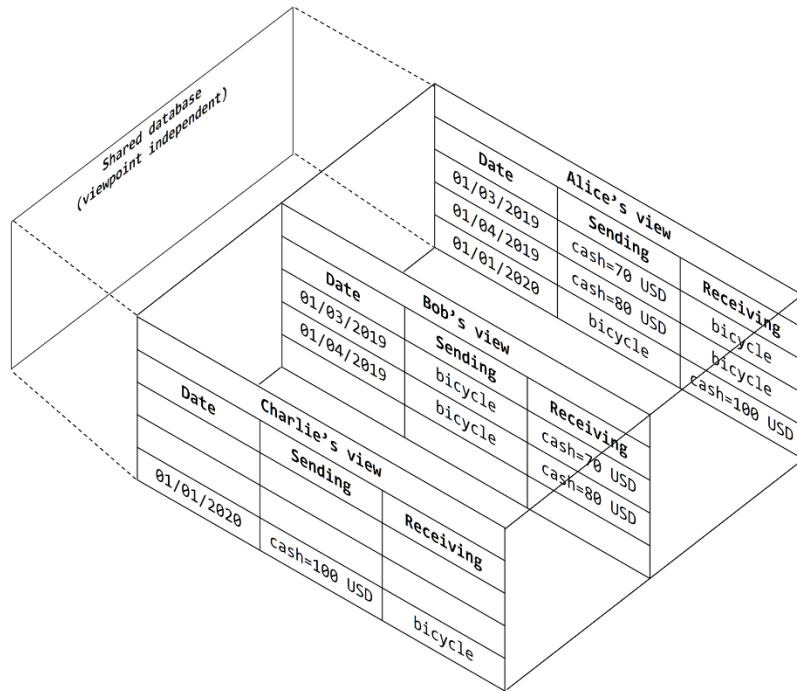 Shared database
(viewpoint independent)
Alice's view
Date Sending Receiving
01/03/2019 cash=70 USD bicycle
01/04/2019 cash=80 USD bicycle
01/01/2020 bicycle cash=100 USD
Bob's view
Date Sending Receiving
01/03/2019 bicycle cash=70 USD
01/04/2019 bicycle cash=80 USD
Charlie's view
Date Sending Receiving
01/01/2020 cash=100 USD bicycle